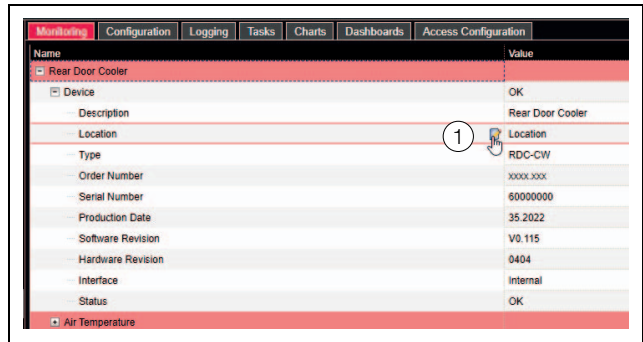 Monitoring Configuration Logging Tasks Charts Dashboards Access Configuration
Name Value
Rear Door Cooler
Device OK
Description Rear Door Cooler
Location 1 Location
Type RDC-CW
Order Number xxxx.xxx
Serial Number 60000000
Production Date 35.2022
Software Revision V0.115
Hardware Revision 0404
Interface Internal
Status OK
Air Temperature